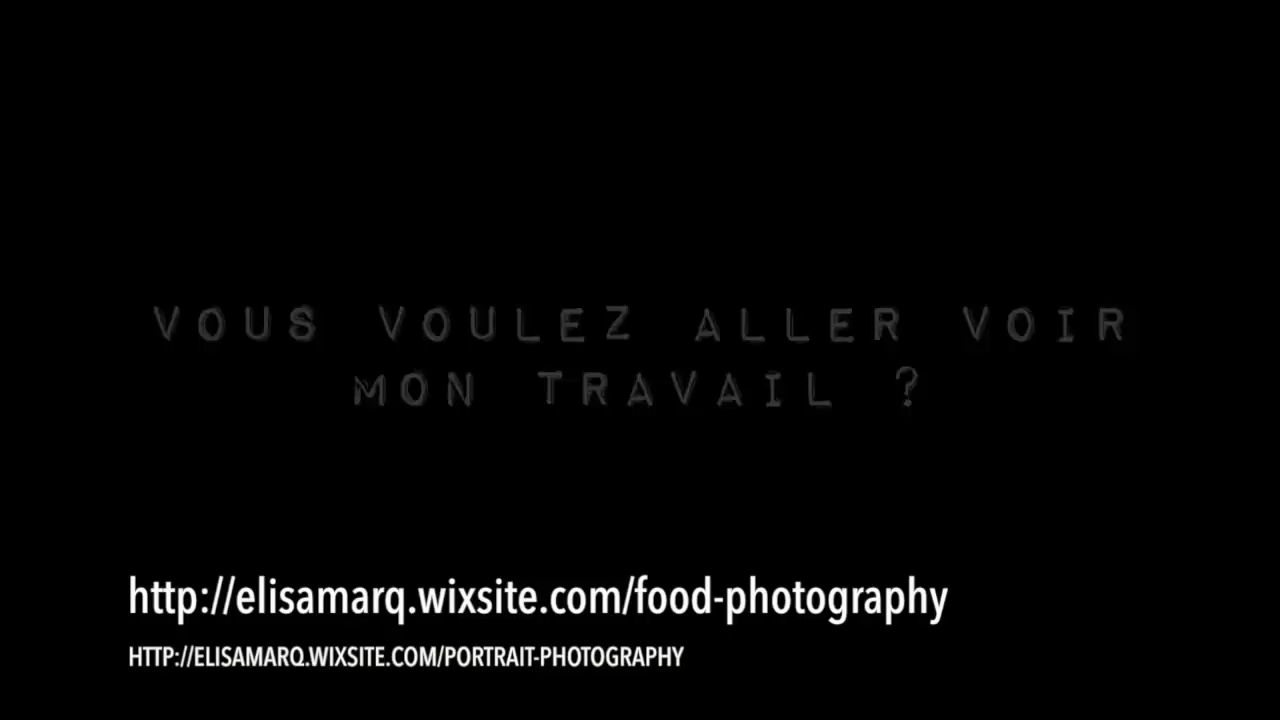 VOUS VOULEZ ALLER VOIR
MON TRAVAIL ?
http://elisamarq.wixsite.com/food-photography
HTTP://ELISAMARQ.WIXSITE.COM/PORTRAIT-PHOTOGRAPHY